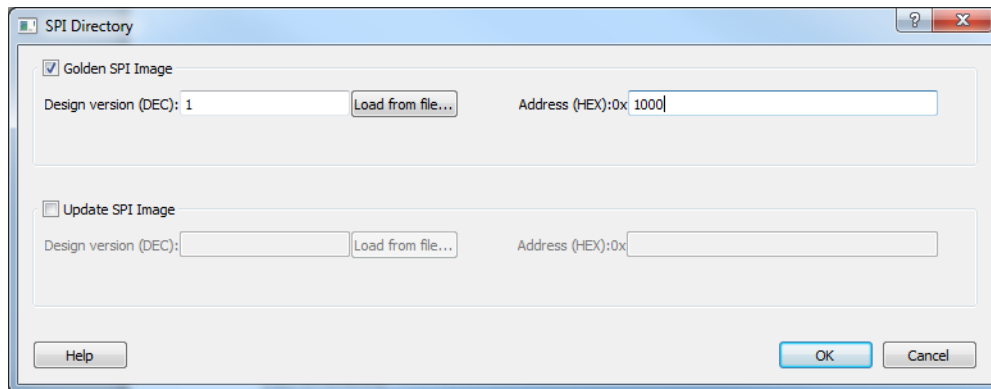 SPI Directory
Golden SPI Image
Design version (DEC): 1 Load from file... Address (HEX):0x 1000
Update SPI Image
Design version (DEC): Load from file... Address (HEX):0x
Help OK Cancel